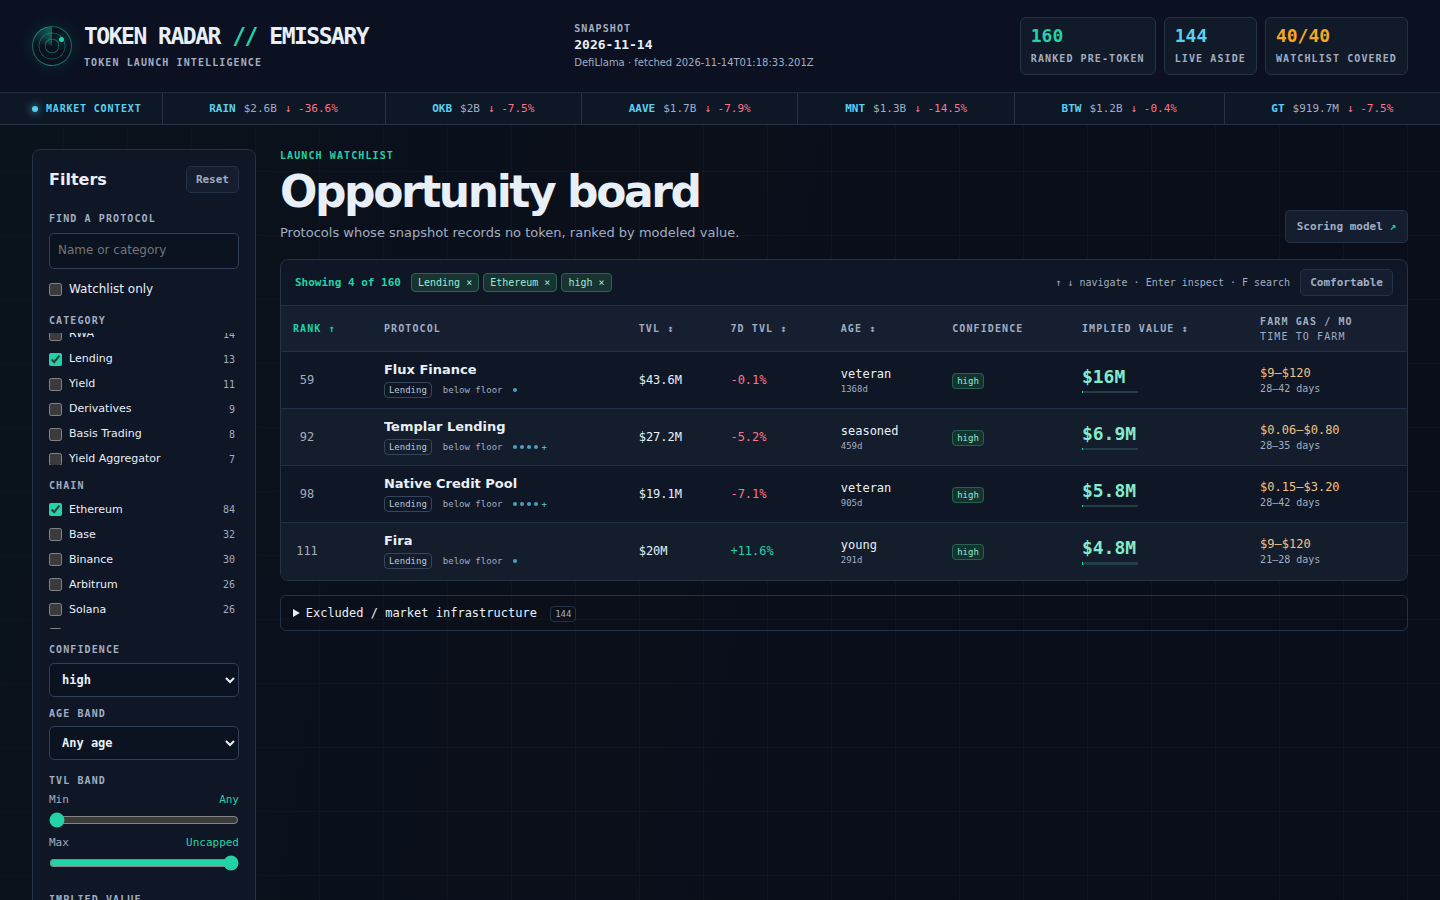 TOKEN RADAR // EMISSARY
TOKEN LAUNCH INTELLIGENCE
SNAPSHOT
2026-11-14
DefiLlama · fetched 2026-11-14T01:18:33.201Z
160
RANKED PRE-TOKEN
144
LIVE ASIDE
40/40
WATCHLIST COVERED
MARKET CONTEXT
RAIN $2.6B ↓ -36.6%
OKB $2B ↓ -7.5%
AAVE $1.7B ↓ -7.9%
MNT $1.3B ↓ -14.5%
BTW $1.2B ↓ -0.4%
GT $919.7M ↓ -7.5%
Filters
Reset
FIND A PROTOCOL
Name or category
Watchlist only
CATEGORY
RWA 14
Lending 13
Yield 11
Derivatives 9
Basis Trading 8
Yield Aggregator 7
CHAIN
Ethereum 84
Base 32
Binance 30
Arbitrum 26
Solana 26
CONFIDENCE
high
AGE BAND
Any age
TVL BAND
Min Any
Max Uncapped
IMPLIED VALUE
LAUNCH WATCHLIST
Opportunity board
Protocols whose snapshot records no token, ranked by modeled value.
Scoring model ↗
Showing 4 of 160
Lending ×
Ethereum ×
high ×
↑ ↓ navigate · Enter inspect · F search
Comfortable
RANK ↑
PROTOCOL
TVL ↕
7D TVL ↕
AGE ↕
CONFIDENCE
IMPLIED VALUE ↕
FARM GAS / MO
TIME TO FARM
59
Flux Finance
Lending below floor
$43.6M
-0.1%
veteran
1368d
high
$16M
$9–$120
28–42 days
92
Templar Lending
Lending below floor +
$27.2M
-5.2%
seasoned
459d
high
$6.9M
$0.06–$0.80
28–35 days
98
Native Credit Pool
Lending below floor +
$19.1M
-7.1%
veteran
905d
high
$5.8M
$0.15–$3.20
28–42 days
111
Fira
Lending below floor
$20M
+11.6%
young
291d
high
$4.8M
$9–$120
21–28 days
Excluded / market infrastructure 144